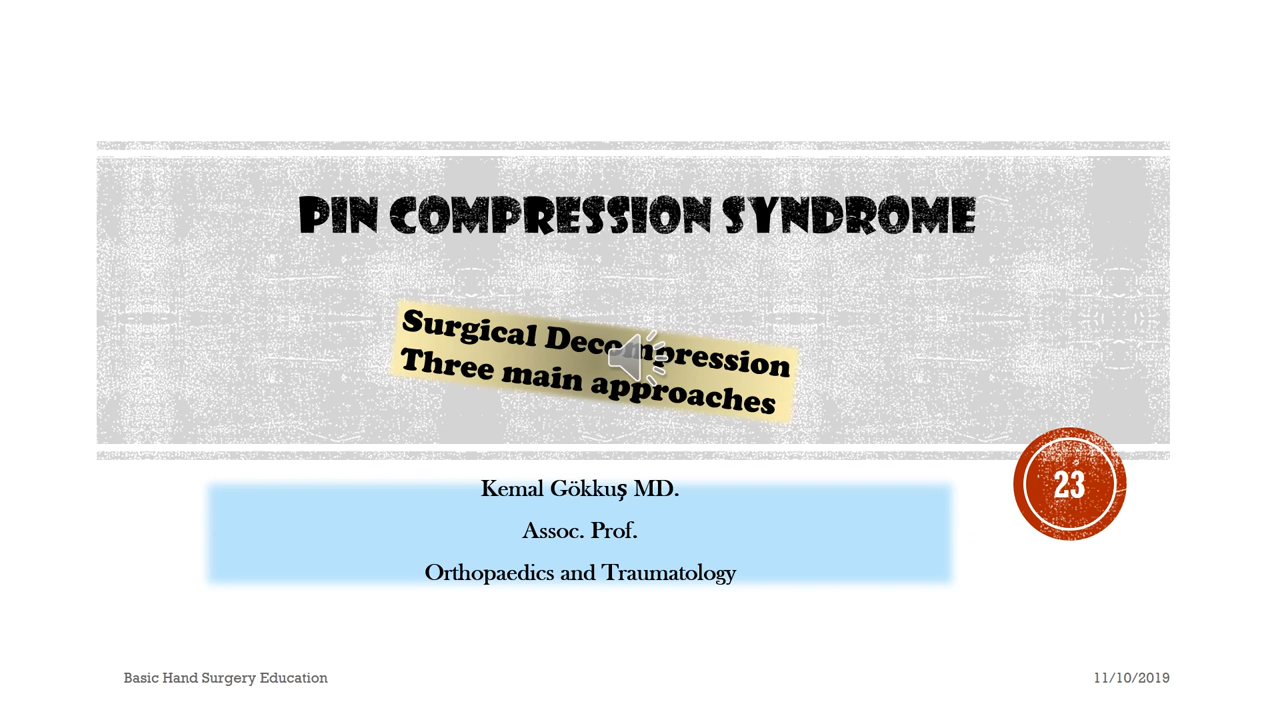 PIN COMPRESSION SYNDROME
Surgical Decompression
Three main approaches
Kemal Gökkuş MD.
Assoc. Prof.
Orthopaedics and Traumatology
23
Basic Hand Surgery Education
11/10/2019